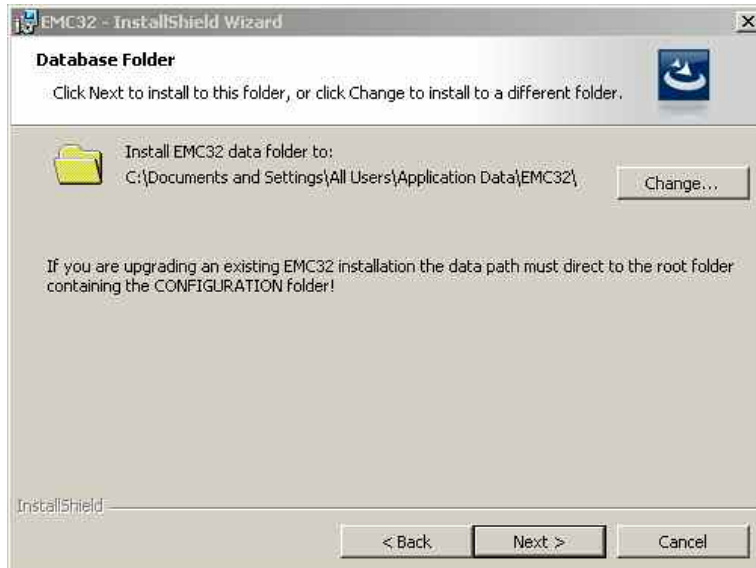 EMC32 - InstallShield Wizard
Database Folder
Click Next to install to this folder, or click Change to install to a different folder.
Install EMC32 data folder to:
C:\Documents and Settings\All Users\Application Data\EMC32\
Change...
If you are upgrading an existing EMC32 installation the data path must direct to the root folder
containing the CONFIGURATION folder!
InstallShield
< Back
Next >
Cancel